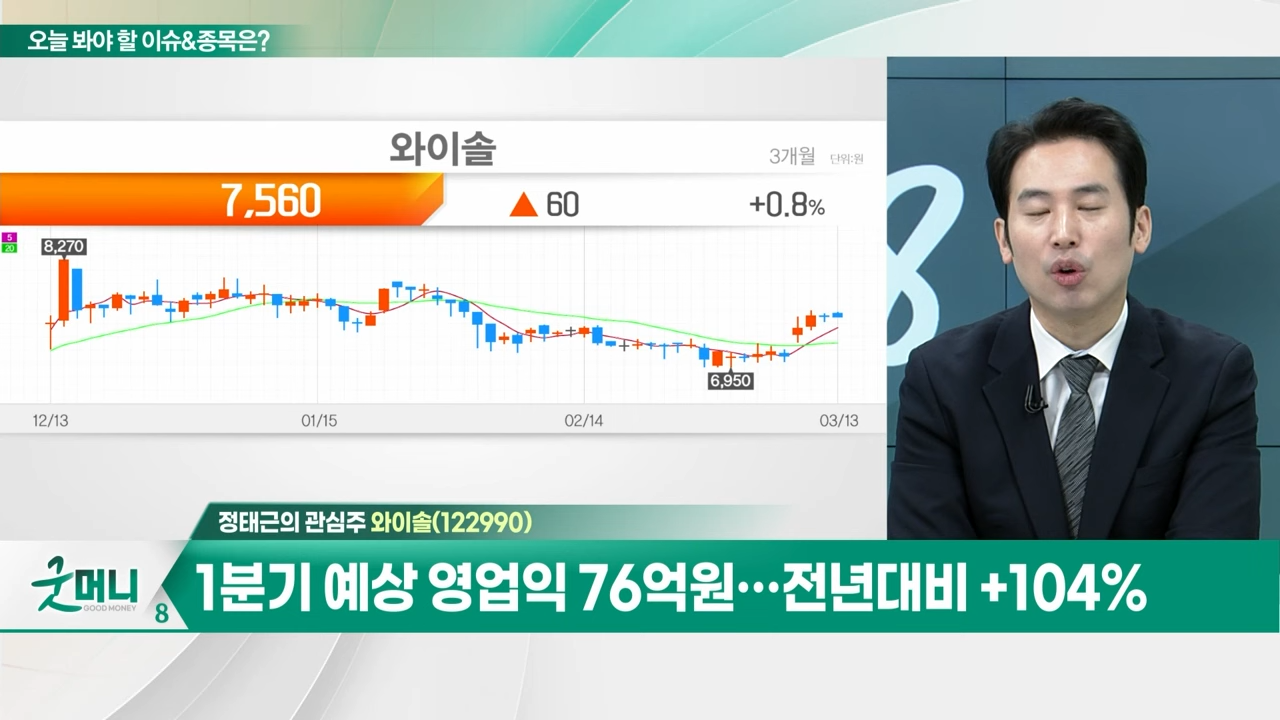 오늘 봐야 할 이슈&종목은?
와이솔
3개월 단위:원
7,560 ▲ 60 +0.8%
5
20
8,270
6,950
12/13 01/15 02/14 03/13
8
정태근의 관심주 와이솔(122990)
굿머니
GOOD MONEY
8
1분기 예상 영업익 76억원…전년대비 +104%